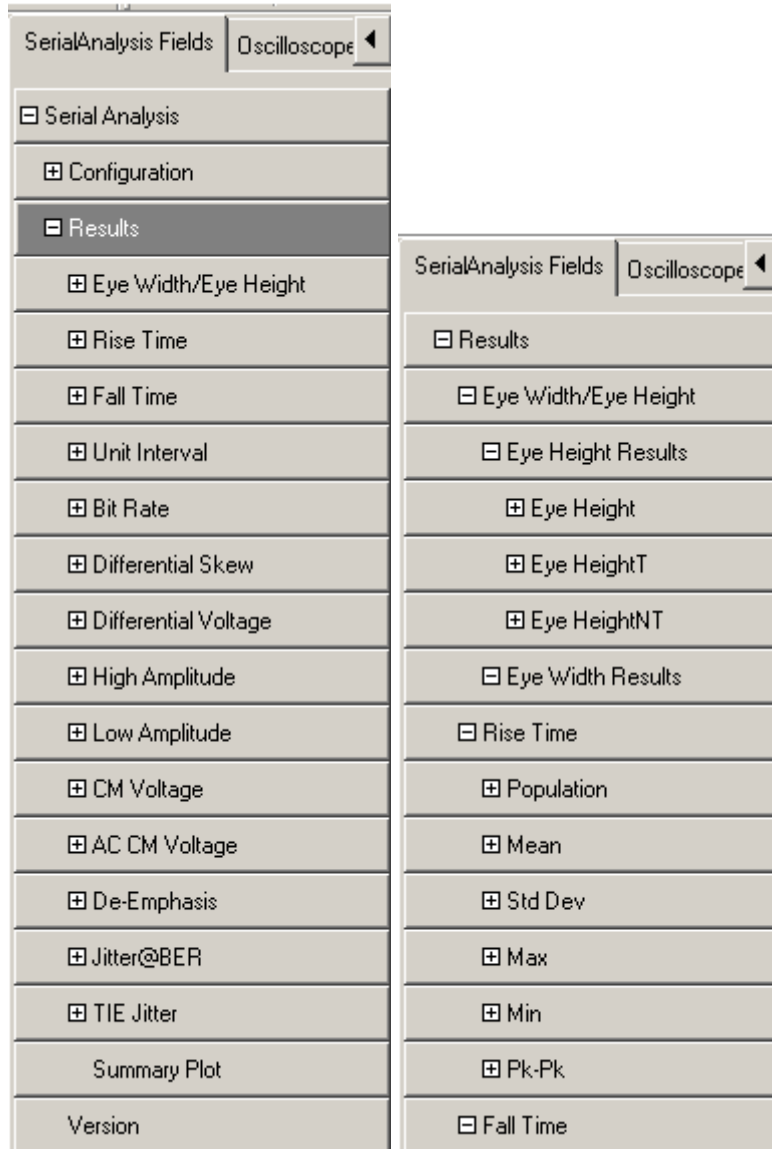 SerialAnalysis Fields
Oscilloscope
Serial Analysis
Configuration
Results
Eye Width/Eye Height
Rise Time
Fall Time
Unit Interval
Bit Rate
Differential Skew
Differential Voltage
High Amplitude
Low Amplitude
CM Voltage
AC CM Voltage
De-Emphasis
Jitter@BER
TIE Jitter
Summary Plot
Version
SerialAnalysis Fields
Oscilloscope
Results
Eye Width/Eye Height
Eye Height Results
Eye Height
Eye HeightT
Eye HeightNT
Eye Width Results
Rise Time
Population
Mean
Std Dev
Max
Min
Pk-Pk
Fall Time